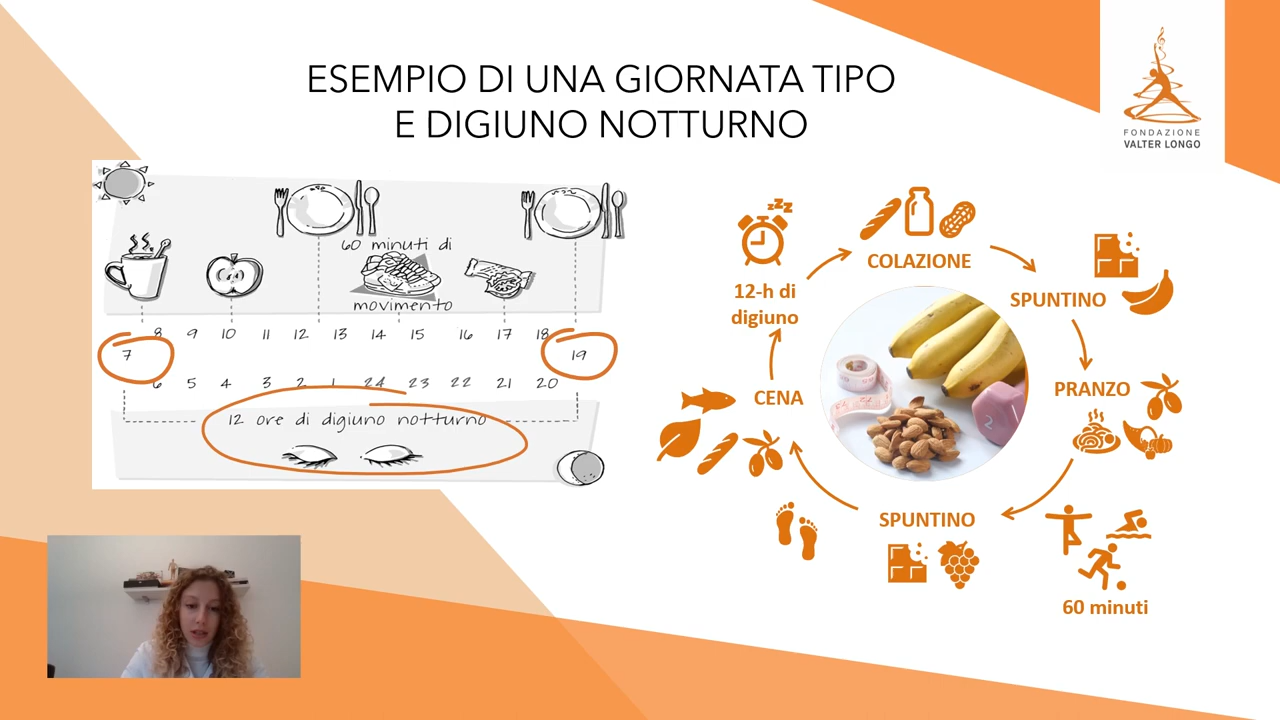 ESEMPIO DI UNA GIORNATA TIPO
E DIGIUNO NOTTURNO
FONDAZIONE
VALTER LONGO
60 minuti di
movimento
8 9 10 11 12 13 14 15 16 17 18
7
19
6 5 4 3 2 1 24 23 22 21 20
12 ore di digiuno notturno
zzZ
COLAZIONE
SPUNTINO
PRANZO
60 minuti
SPUNTINO
CENA
12-h di
digiuno
2